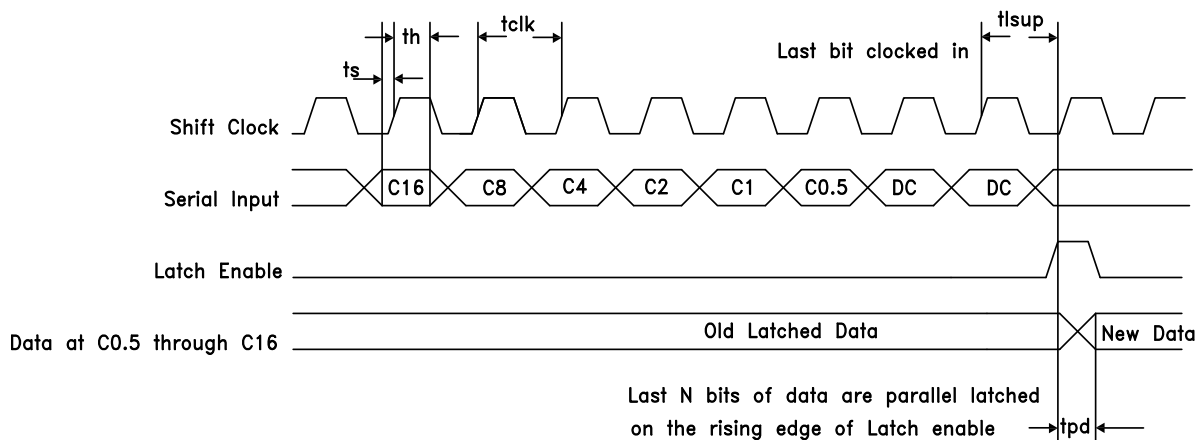 tclk
tlsup
th
Last bit clocked in
ts
Shift Clock
C16
C8
C4
C2
C1
C0.5
DC
DC
Serial Input
Latch Enable
Old Latched Data
New Data
Data at C0.5 through C16
Last N bits of data are parallel latched
on the rising edge of Latch enable
tpd